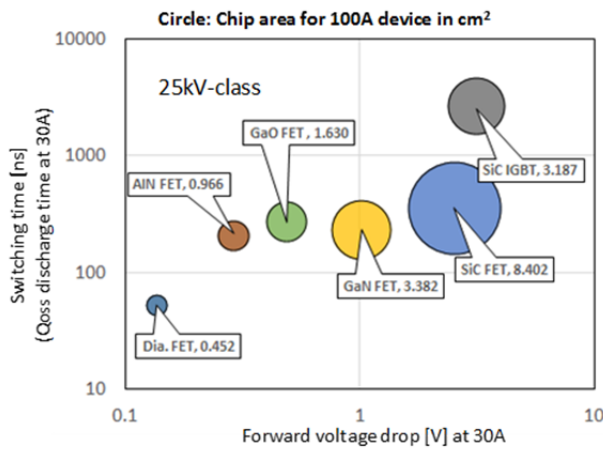 Circle: Chip area for 100A device in cm²
10000
25kV-class
GaO FET, 1.630
1000
SiC IGBT, 3.187
AlN FET, 0.966
Switching time [ns]
(Qoss discharge time at 30A)
SiC FET, 8.402
100
GaN FET, 3.382
Dia. FET, 0.452
10
0.1
1
10
Forward voltage drop [V] at 30A